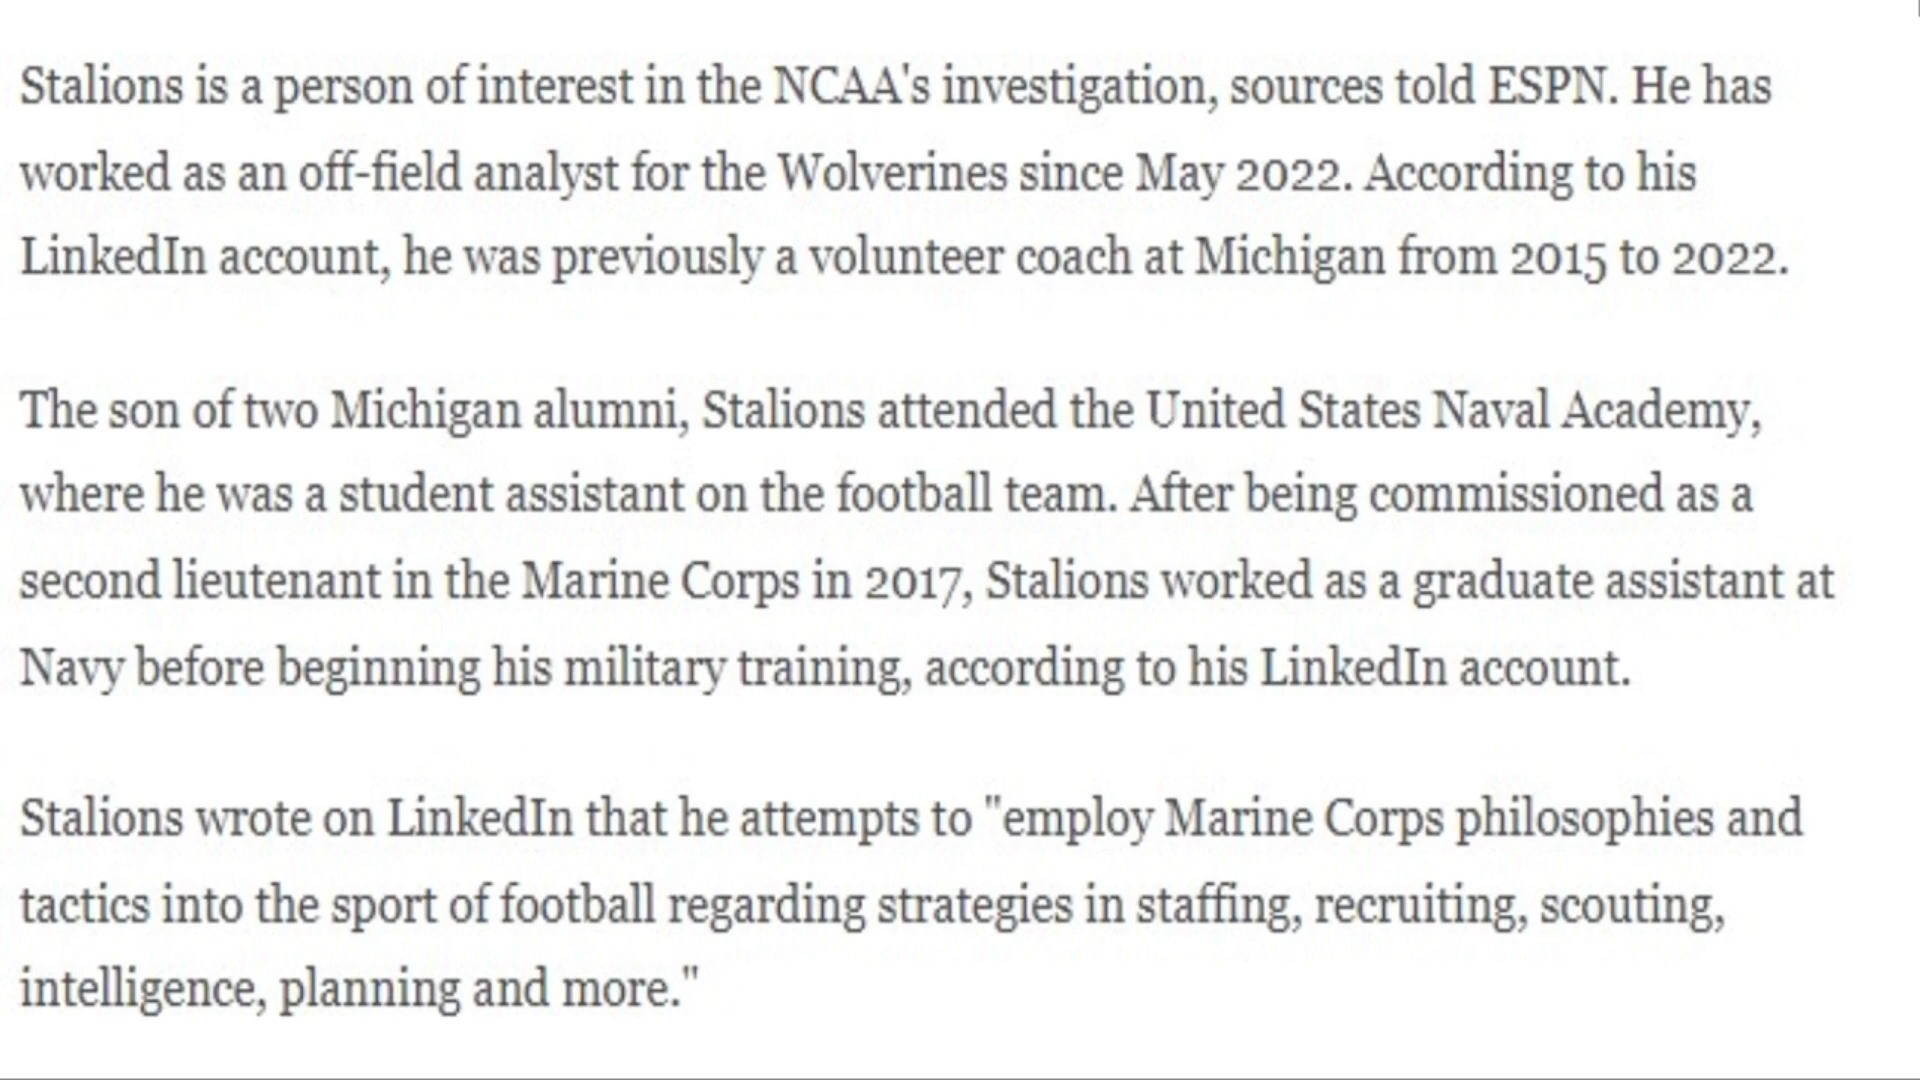 Stalions is a person of interest in the NCAA's investigation, sources told ESPN. He has
worked as an off-field analyst for the Wolverines since May 2022. According to his
LinkedIn account, he was previously a volunteer coach at Michigan from 2015 to 2022.
The son of two Michigan alumni, Stalions attended the United States Naval Academy,
where he was a student assistant on the football team. After being commissioned as a
second lieutenant in the Marine Corps in 2017, Stalions worked as a graduate assistant at
Navy before beginning his military training, according to his LinkedIn account.
Stalions wrote on LinkedIn that he attempts to "employ Marine Corps philosophies and
tactics into the sport of football regarding strategies in staffing, recruiting, scouting,
intelligence, planning and more."